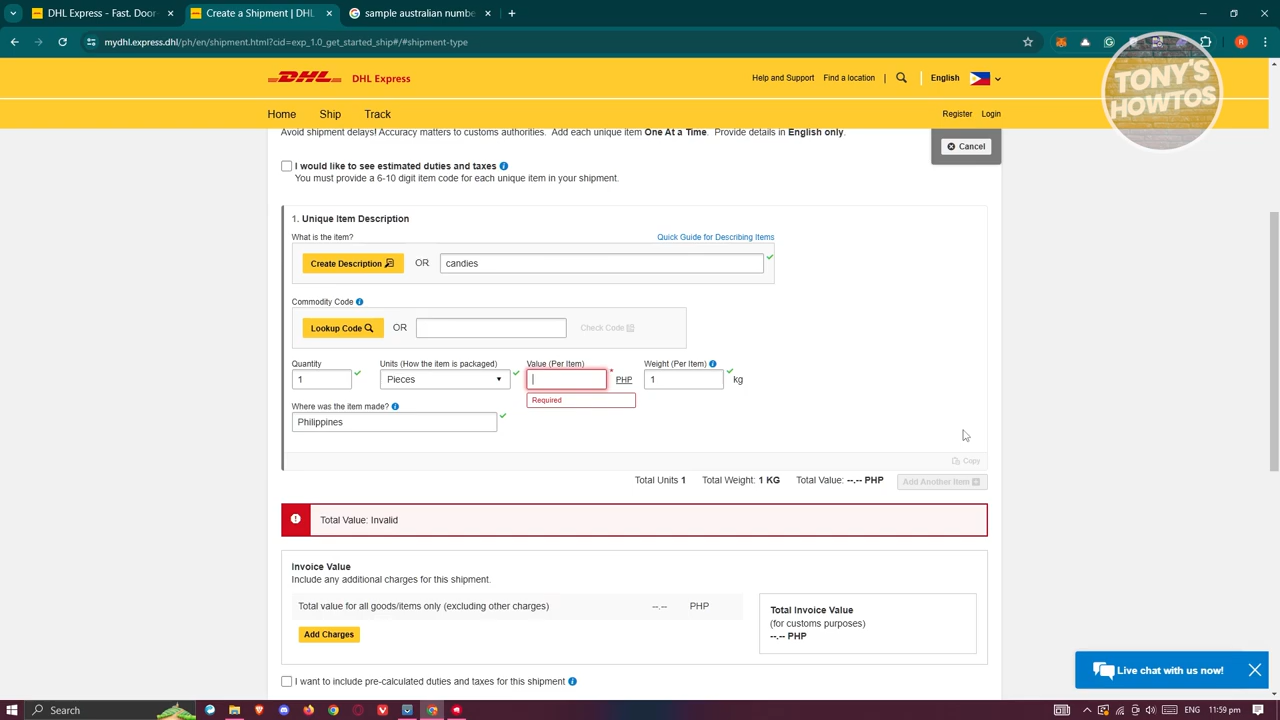 DHL Express - Fast. Door
Create a Shipment | DHL
sample australian numbe
mydhl.express.dhl/ph/en/shipment.html?cid=exp_1.0_get_started_ship#/#shipment-type
DHL
DHL Express
Help and Support
Find a location
English
TONY'S
HOWTOS
Home
Ship
Track
Register
Login
Avoid shipment delays! Accuracy matters to customs authorities. Add each unique item One At a Time. Provide details in English only.
Cancel
I would like to see estimated duties and taxes
You must provide a 6-10 digit item code for each unique item in your shipment.
1. Unique Item Description
What is the item?
Quick Guide for Describing Items
Create Description
OR
candies
Commodity Code
Lookup Code
OR
Check Code
Quantity
Units (How the item is packaged)
Value (Per Item)
Weight (Per Item)
1
Pieces
PHP
1
kg
Required
Where was the item made?
Philippines
Copy
Total Units 1
Total Weight: 1 KG
Total Value: --.-- PHP
Add Another Item
Total Value: Invalid
Invoice Value
Include any additional charges for this shipment.
Total value for all goods/items only (excluding other charges)
--.--
PHP
Total Invoice Value
(for customs purposes)
--.-- PHP
Add Charges
Live chat with us now!
I want to include pre-calculated duties and taxes for this shipment
Search
11:59 pm